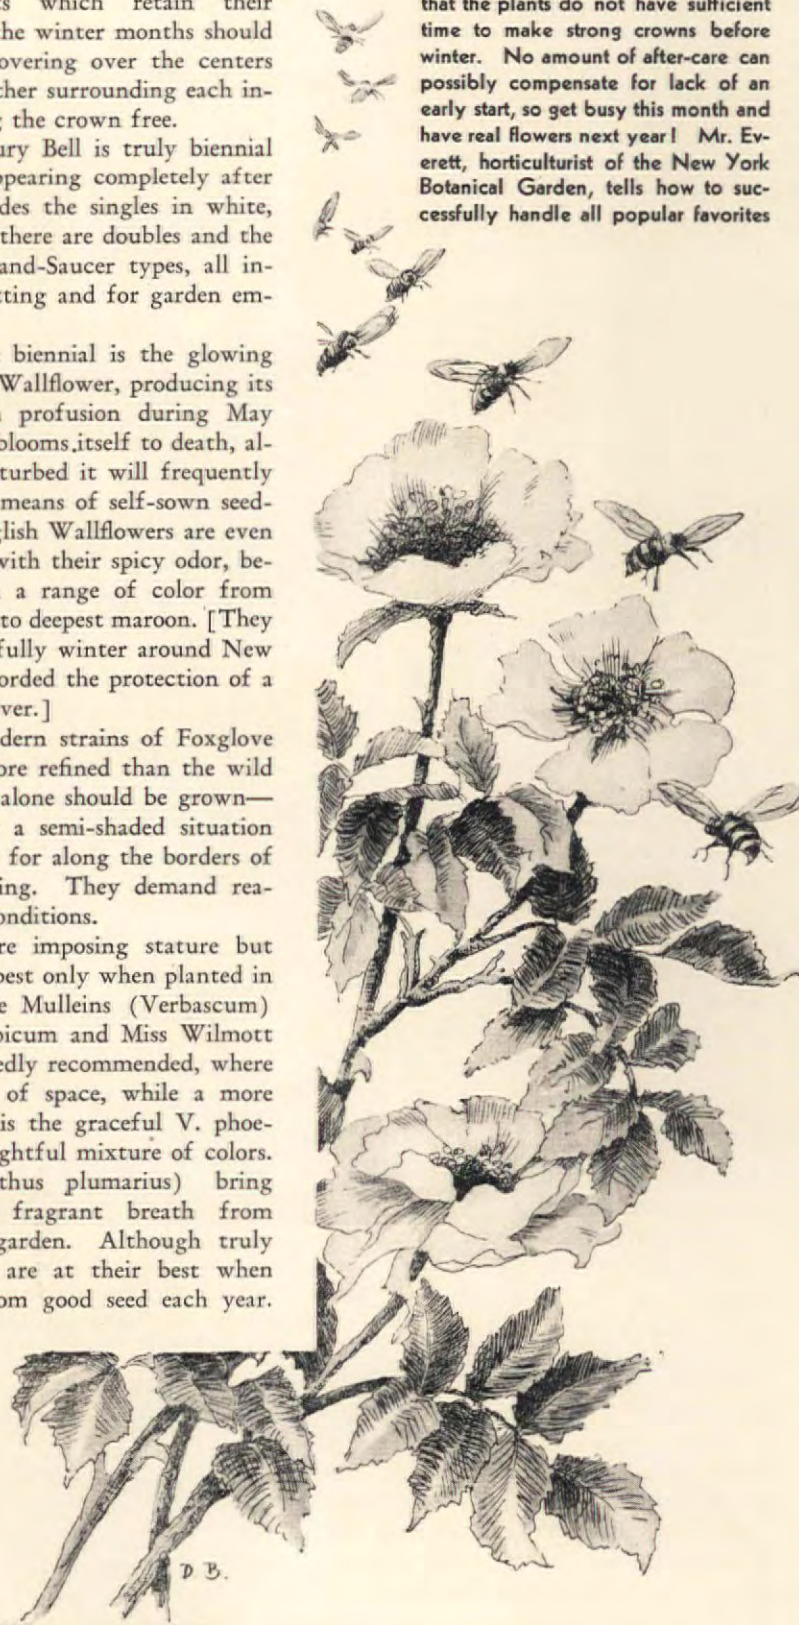 which retain their
he winter months should
overing over the centers
ther surrounding each in-
the crown free.
ury Bell is truly biennial
ppearing completely after
des the singles in white,
there are doubles and the
and-Saucer types, all in-
tting and for garden em-
biennial is the glowing
Wallflower, producing its
profusion during May
blooms itself to death, al-
turbed it will frequently
means of self-sown seed-
glish Wallflowers are even
with their spicy odor, be-
a range of color from
to deepest maroon. [They
fully winter around New
orded the protection of a
ver.]
dern strains of Foxglove
ore refined than the wild
alone should be grown—
a semi-shaded situation
for along the borders of
ing. They demand rea-
onditions.
re imposing stature but
best only when planted in
e Mulleins (Verbascum)
picum and Miss Wilmott
edly recommended, where
of space, while a more
is the graceful V. phoe-
ghtful mixture of colors.
thus plumarius) bring
fragrant breath from
garden. Although truly
are at their best when
om good seed each year.
that the plants do not have sufficient
time to make strong crowns before
winter. No amount of after-care can
possibly compensate for lack of an
early start, so get busy this month and
have real flowers next year! Mr. Ev-
erett, horticulturist of the New York
Botanical Garden, tells how to suc-
cessfully handle all popular favorites
D B.